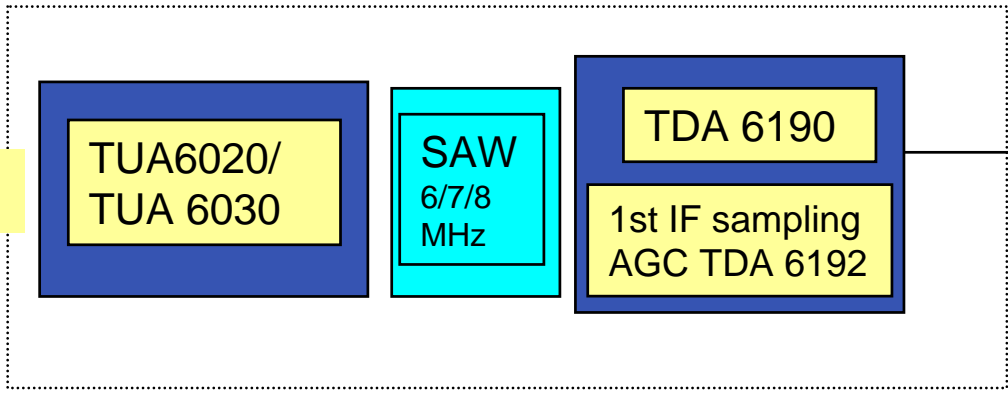 TUA6020/
TUA 6030
SAW
6/7/8
MHz
TDA 6190
1st IF sampling
AGC TDA 6192